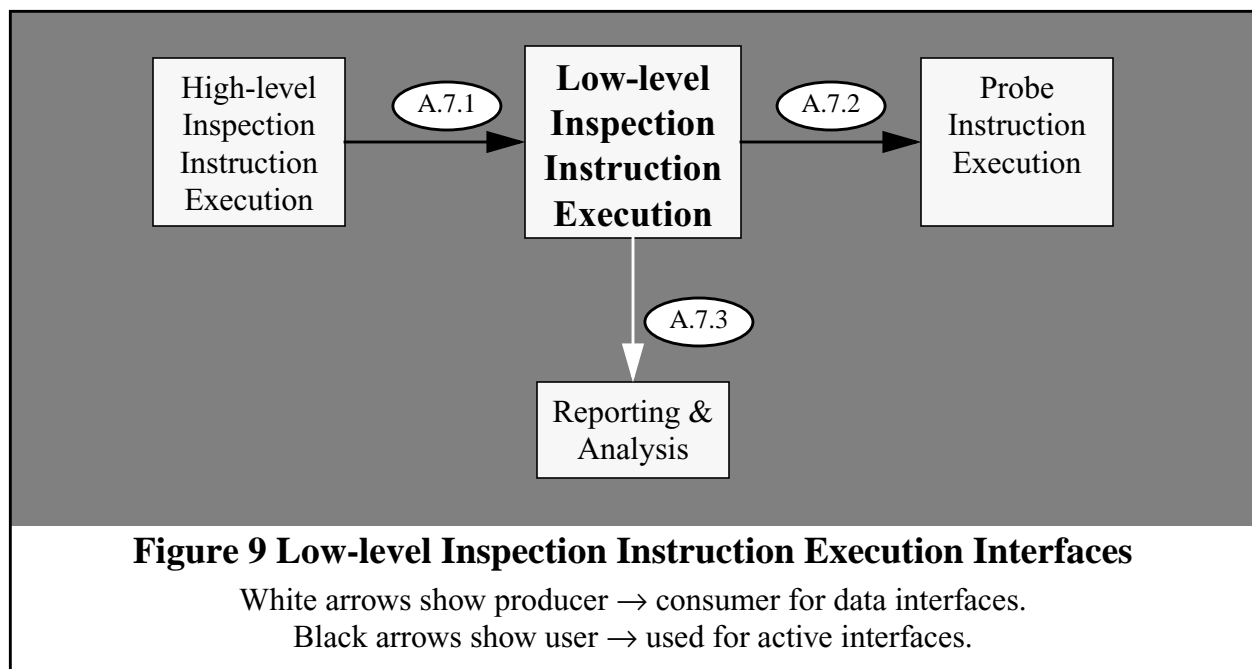 High-level
Inspection
Instruction
Execution
A.7.1
Low-level
Inspection
Instruction
Execution
A.7.2
Probe
Instruction
Execution
A.7.3
Reporting &
Analysis
Figure 9 Low-level Inspection Instruction Execution Interfaces
White arrows show producer → consumer for data interfaces.
Black arrows show user → used for active interfaces.